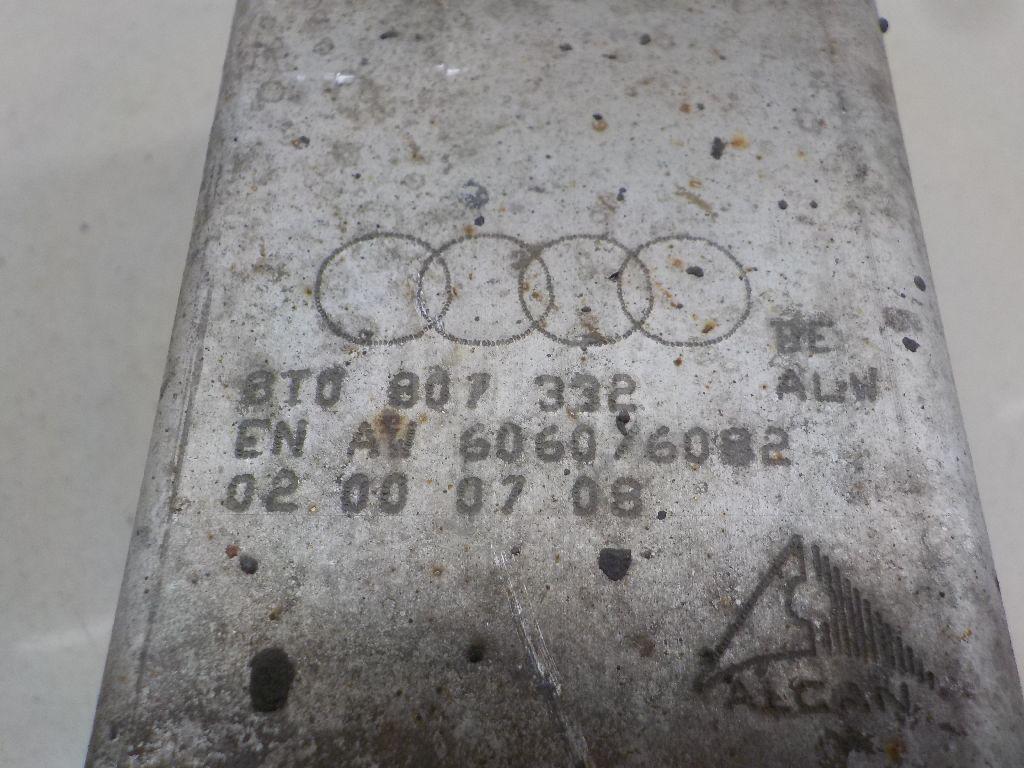 DE
8T0 807 332 ALW
EN AW 6060/6082
02 00 07 08
ALCAN